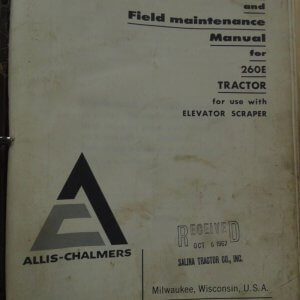 and
Field maintenance
Manual
for
260E
TRACTOR
for use with
ELEVATOR SCRAPER
RECEIVED
OCT 6 1967
SALINA TRACTOR CO., INC.
ALLIS-CHALMERS
Milwaukee, Wisconsin, U.S.A.